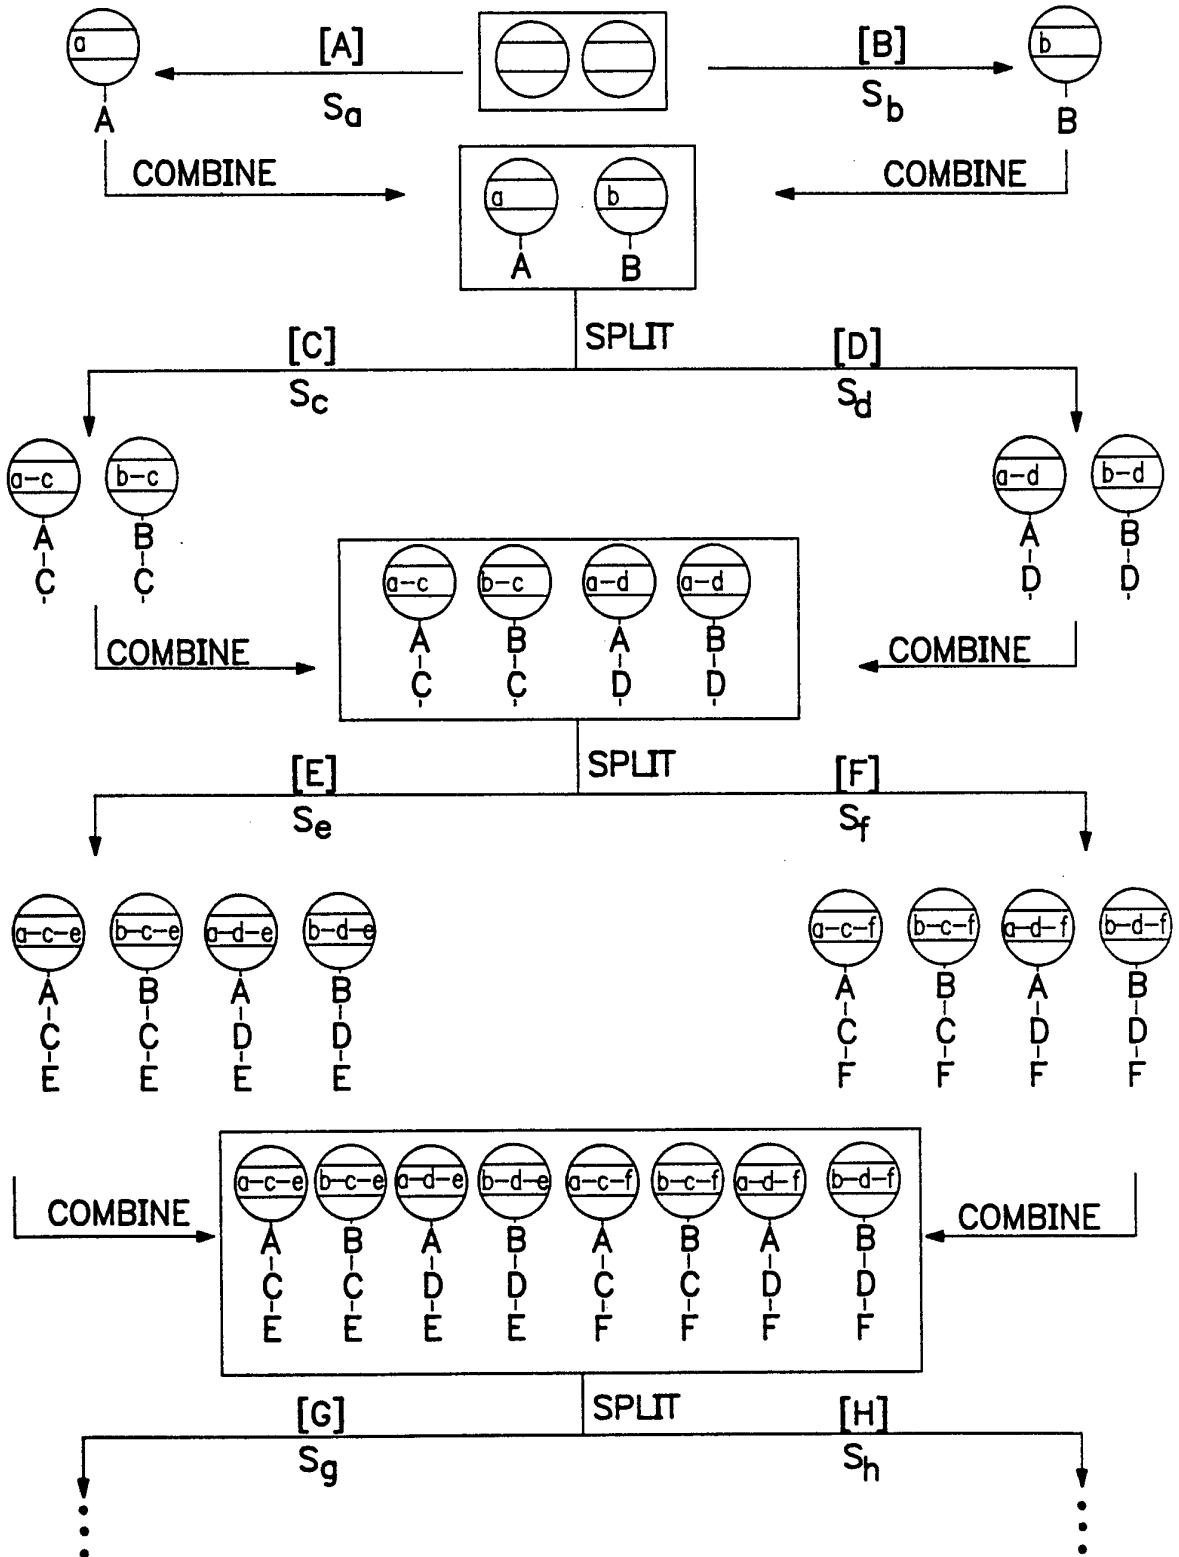 a [A] [B] b
Sa Sb
A B
COMBINE COMBINE
a b
A B
SPLIT
[C] [D]
Sc Sd
a-c b-c a-d b-d
A B A B
C C D D
a-c b-c a-d a-d
A B A B
C C D D
COMBINE COMBINE
SPLIT
[E] [F]
Se Sf
a-c-e b-c-e a-d-e b-d-e a-c-f b-c-f a-d-f b-d-f
A B A B A B A B
C C D D C C D D
E E E E F F F F
a-c-e b-c-e a-d-e b-d-e a-c-f b-c-f a-d-f b-d-f
COMBINE COMBINE
A B A B A B A B
C C D D C C D D
E E E E F F F F
SPLIT
[G] [H]
Sg Sh